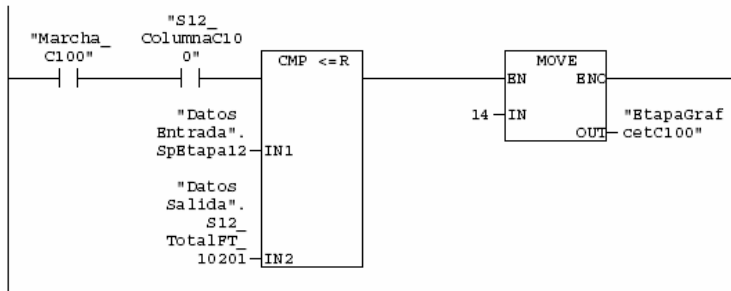 "S12_
"Marcha_ ColumnaC10
C100" 0"
CMP <=R
MOVE
EN ENO
"Datos
Entrada".
SpEtapa12 IN1
14 IN
"EtapaGraf
OUT cetC100"
"Datos
Salida".
S12_
TotalFT_
10201 IN2